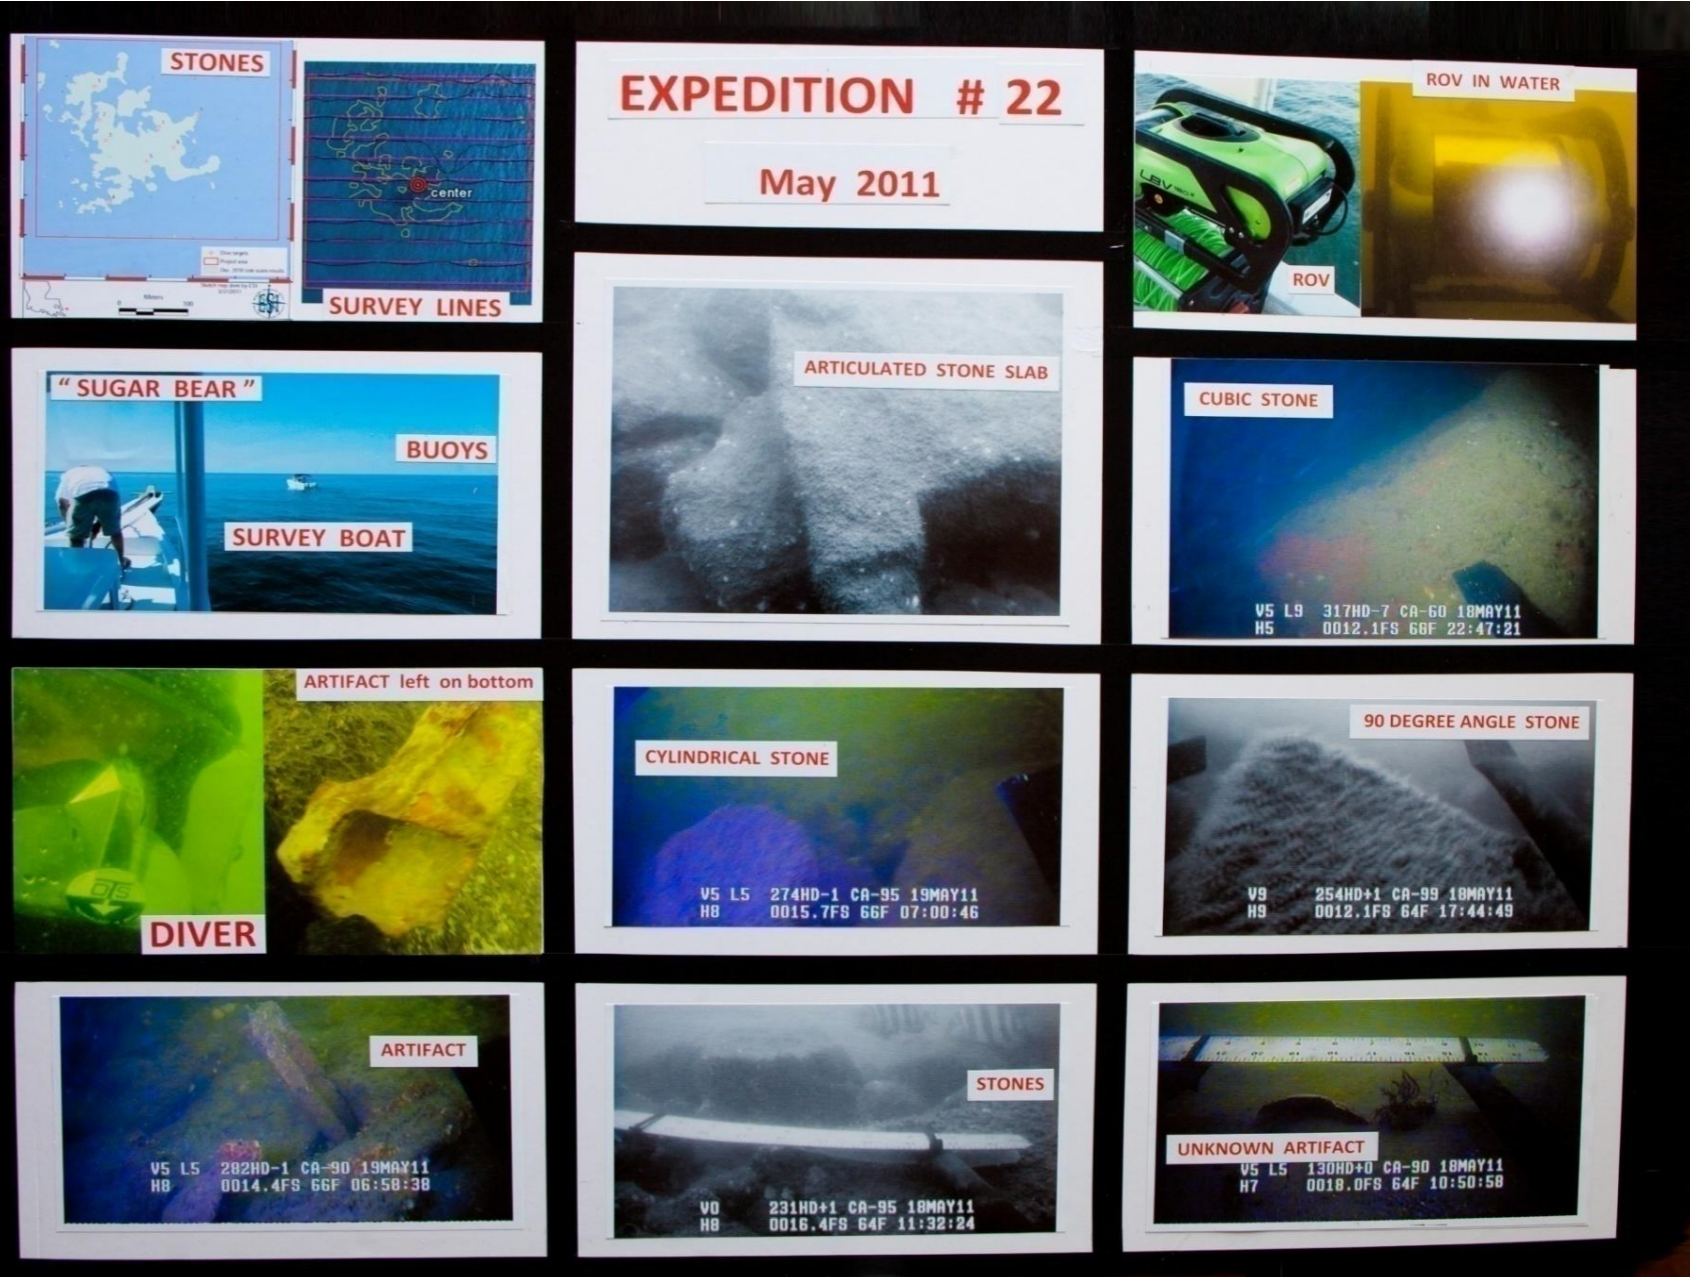 STONES
center
Meters
0 100
SURVEY LINES
EXPEDITION # 22
May 2011
ROV IN WATER
LBV
ROV
" SUGAR BEAR "
BUOYS
SURVEY BOAT
ARTICULATED STONE SLAB
CUBIC STONE
V5 L9 317HD-7 CA-60 18MAY11
H5 0012.1FS 66F 22:47:21
ARTIFACT left on bottom
OTS
DIVER
CYLINDRICAL STONE
V5 L5 274HD-1 CA-95 19MAY11
H8 0015.7FS 66F 07:00:46
90 DEGREE ANGLE STONE
V9 254HD+1 CA-99 18MAY11
H9 0012.1FS 64F 17:44:49
ARTIFACT
V5 L5 282HD-1 CA-90 19MAY11
H8 0014.4FS 66F 06:58:38
STONES
V0 231HD+1 CA-95 18MAY11
H8 0016.4FS 64F 11:32:24
UNKNOWN ARTIFACT
V5 L5 130HD+0 CA-90 18MAY11
H7 0018.0FS 64F 10:50:58